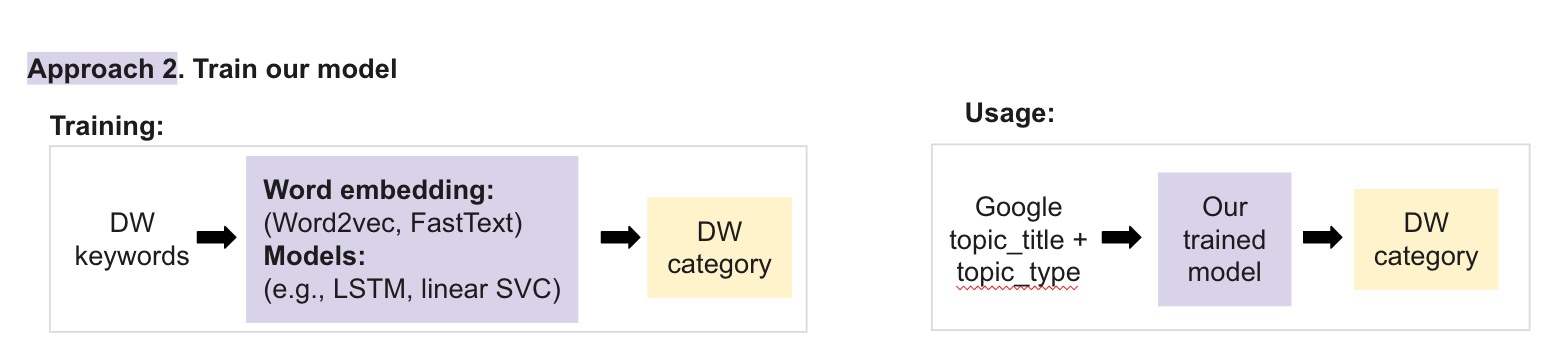 Approach 2. Train our model
Training:
DW
keywords
Word embedding:
(Word2vec, FastText)
Models:
(e.g., LSTM, linear SVC)
DW
category
Usage:
Google
topic_title +
topic_type
Our
trained
model
DW
category